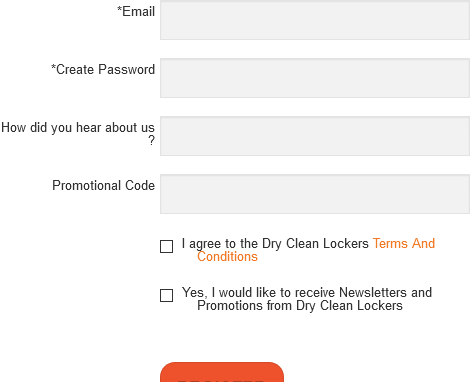 *Email
*Create Password
How did you hear about us
?
Promotional Code
I agree to the Dry Clean Lockers Terms And
Conditions
Yes, I would like to receive Newsletters and
Promotions from Dry Clean Lockers